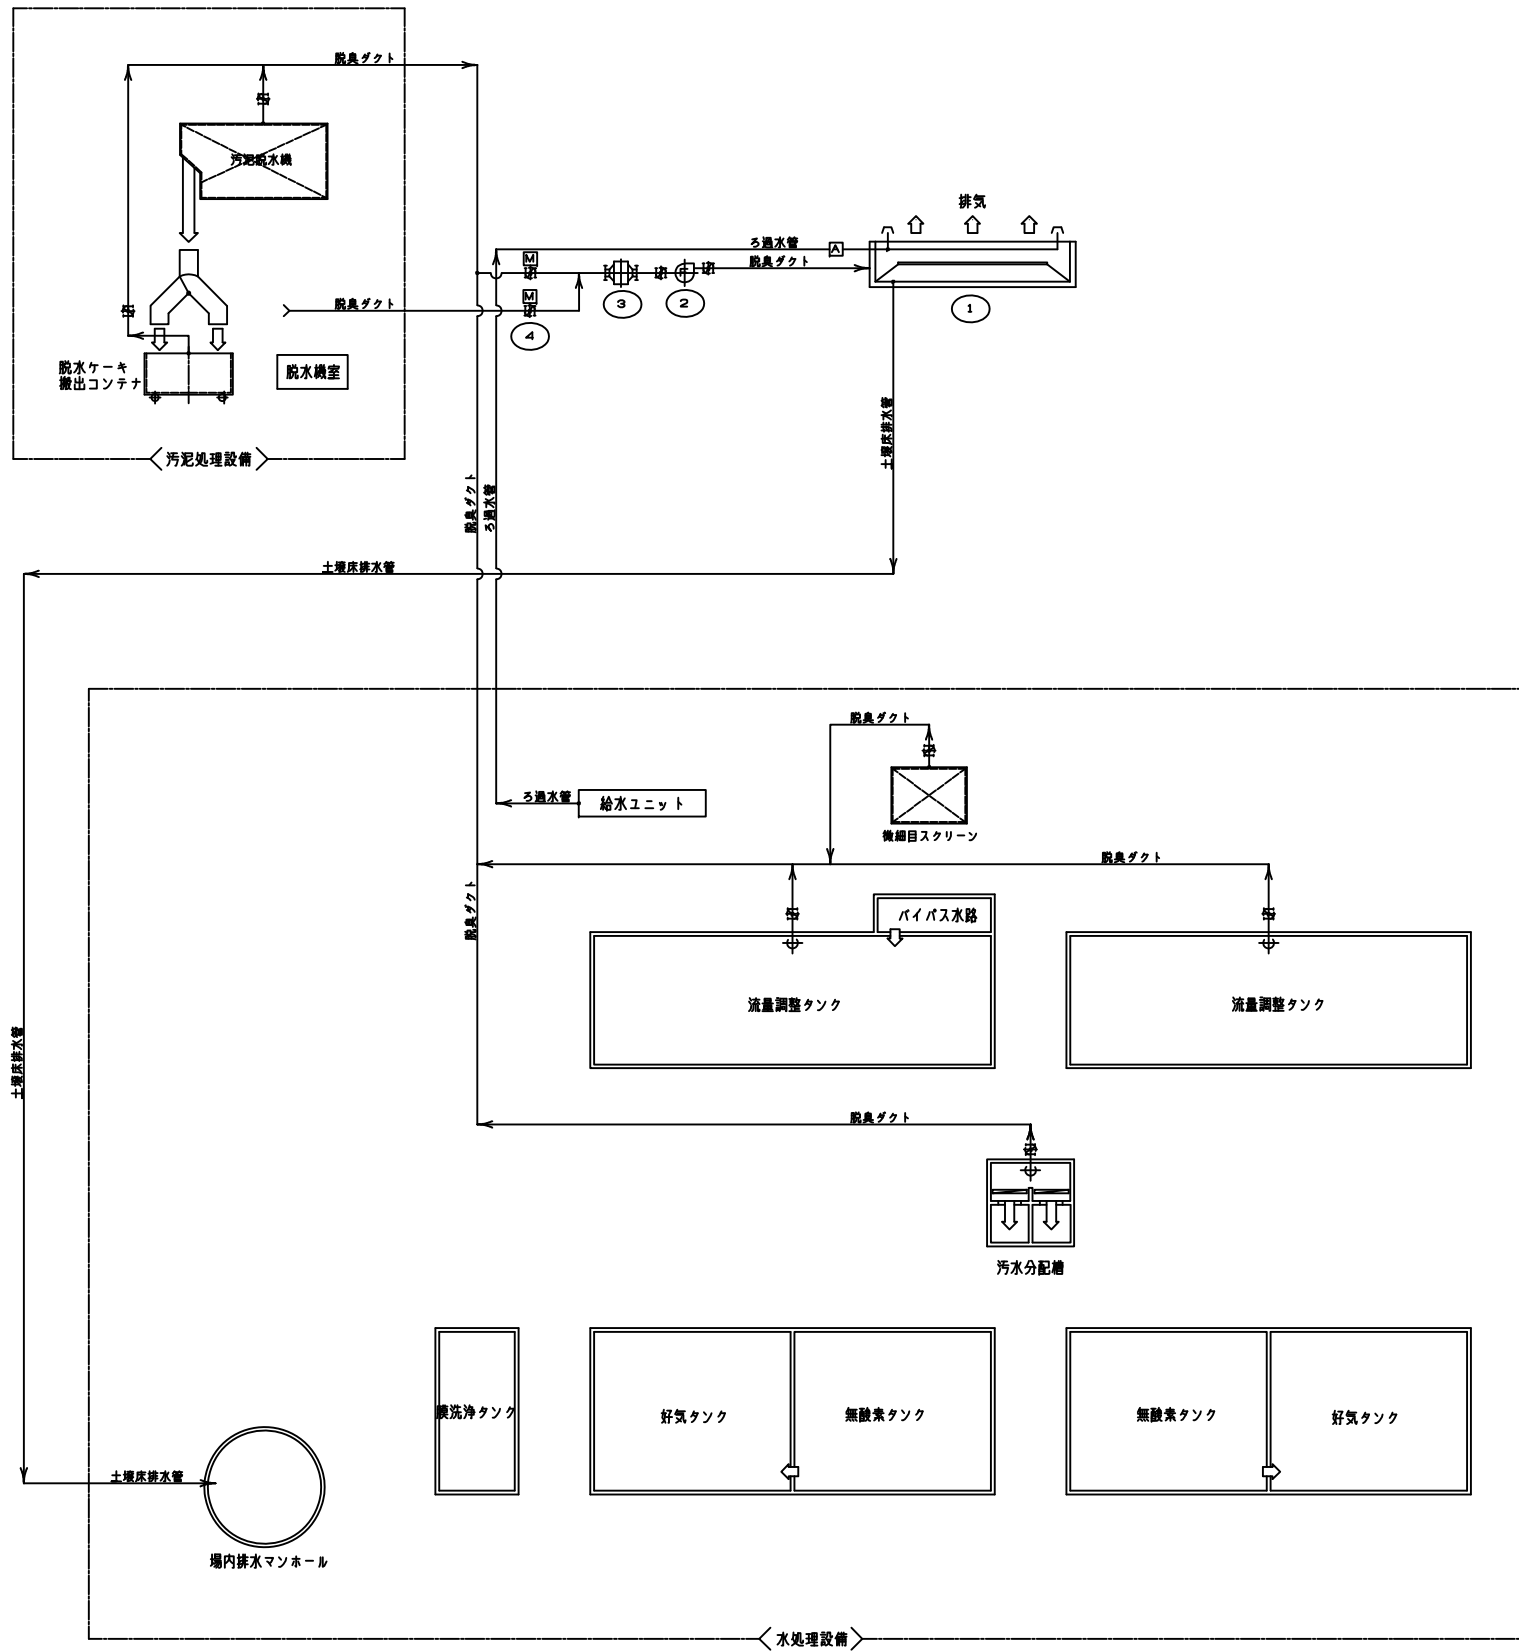 脱臭ダクト
汚泥脱水機
排気
ろ過水管
A
M
脱臭ダクト
脱臭ダクト
M
3
2
1
4
脱水ケーキ
搬出コンテナ
脱水機室
土壌床排水管
汚泥処理設備
脱臭ダクト
ろ過水管
土壌床排水管
脱臭ダクト
ろ過水管
給水ユニット
微細目スクリーン
脱臭ダクト
脱臭ダクト
バイパス水路
流量調整タンク
流量調整タンク
土壌床排水管
脱臭ダクト
汚水分配槽
膜洗浄タンク
好気タンク
無酸素タンク
無酸素タンク
好気タンク
土壌床排水管
場内排水マンホール
水処理設備